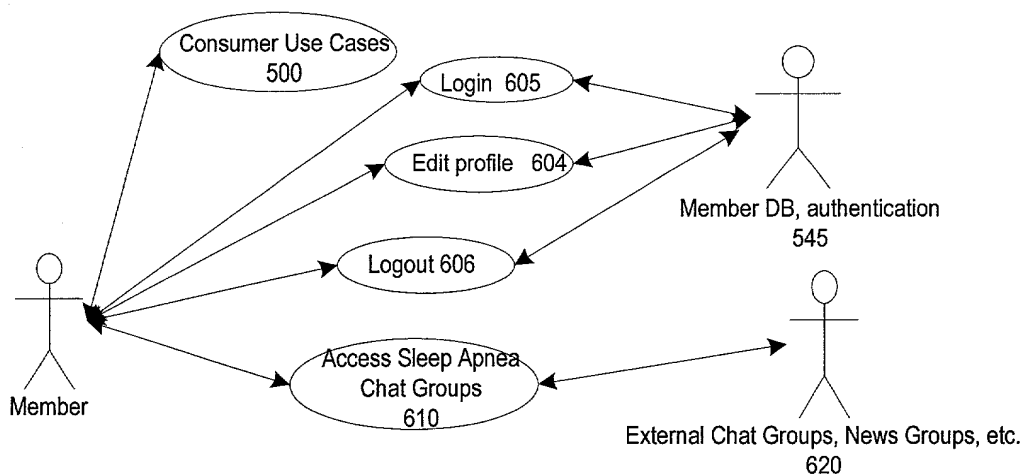 Consumer Use Cases
500
Login 605
Edit profile 604
Member DB, authentication
545
Logout 606
Access Sleep Apnea
Chat Groups
610
Member
External Chat Groups, News Groups, etc.
620